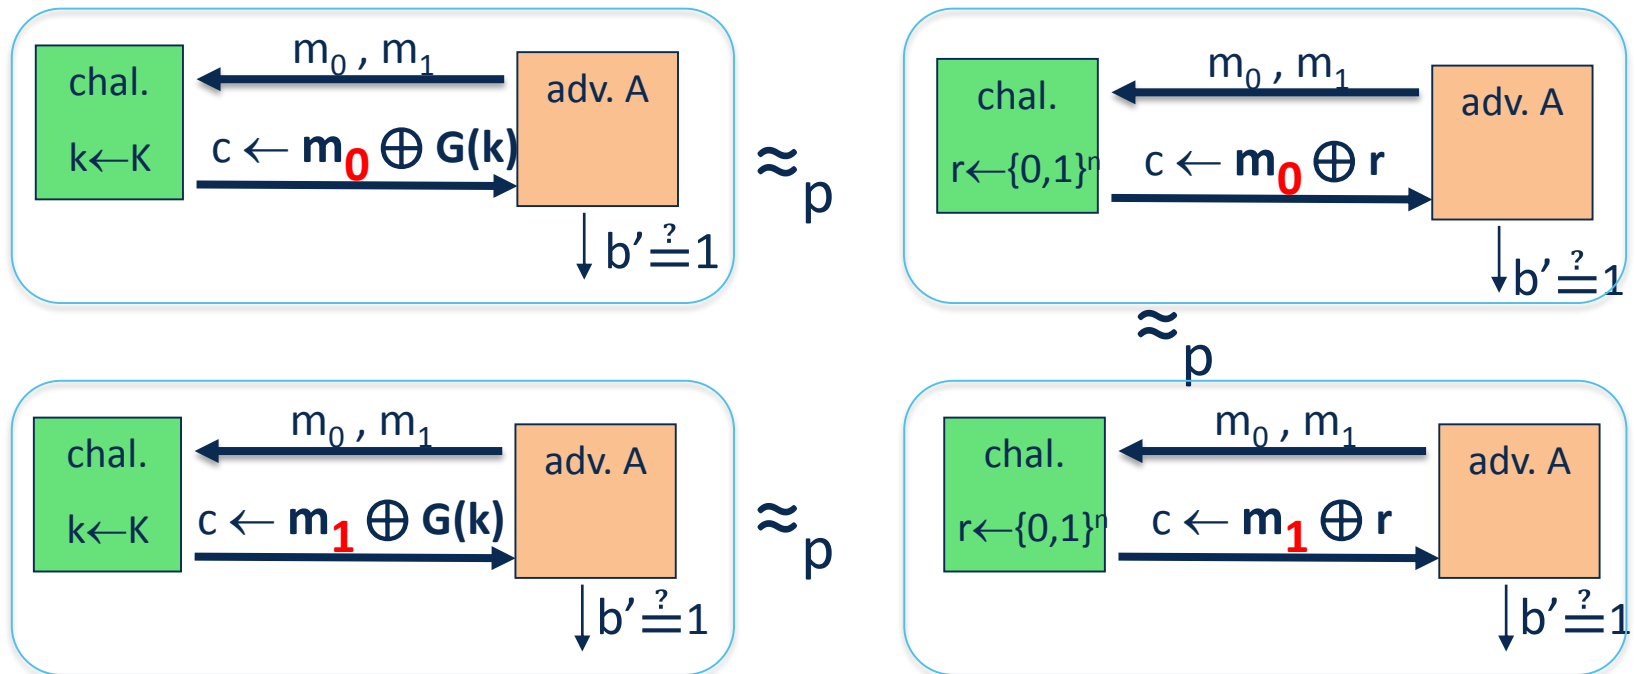 chal.
k←K
m₀ , m₁
c ← m₀ ⊕ G(k)
adv. A
b′ ≟ 1
≈ₚ
chal.
r←{0,1}ⁿ
m₀ , m₁
c ← m₀ ⊕ r
adv. A
b′ ≟ 1
≈ₚ
chal.
k←K
m₀ , m₁
c ← m₁ ⊕ G(k)
adv. A
b′ ≟ 1
≈ₚ
chal.
r←{0,1}ⁿ
m₀ , m₁
c ← m₁ ⊕ r
adv. A
b′ ≟ 1